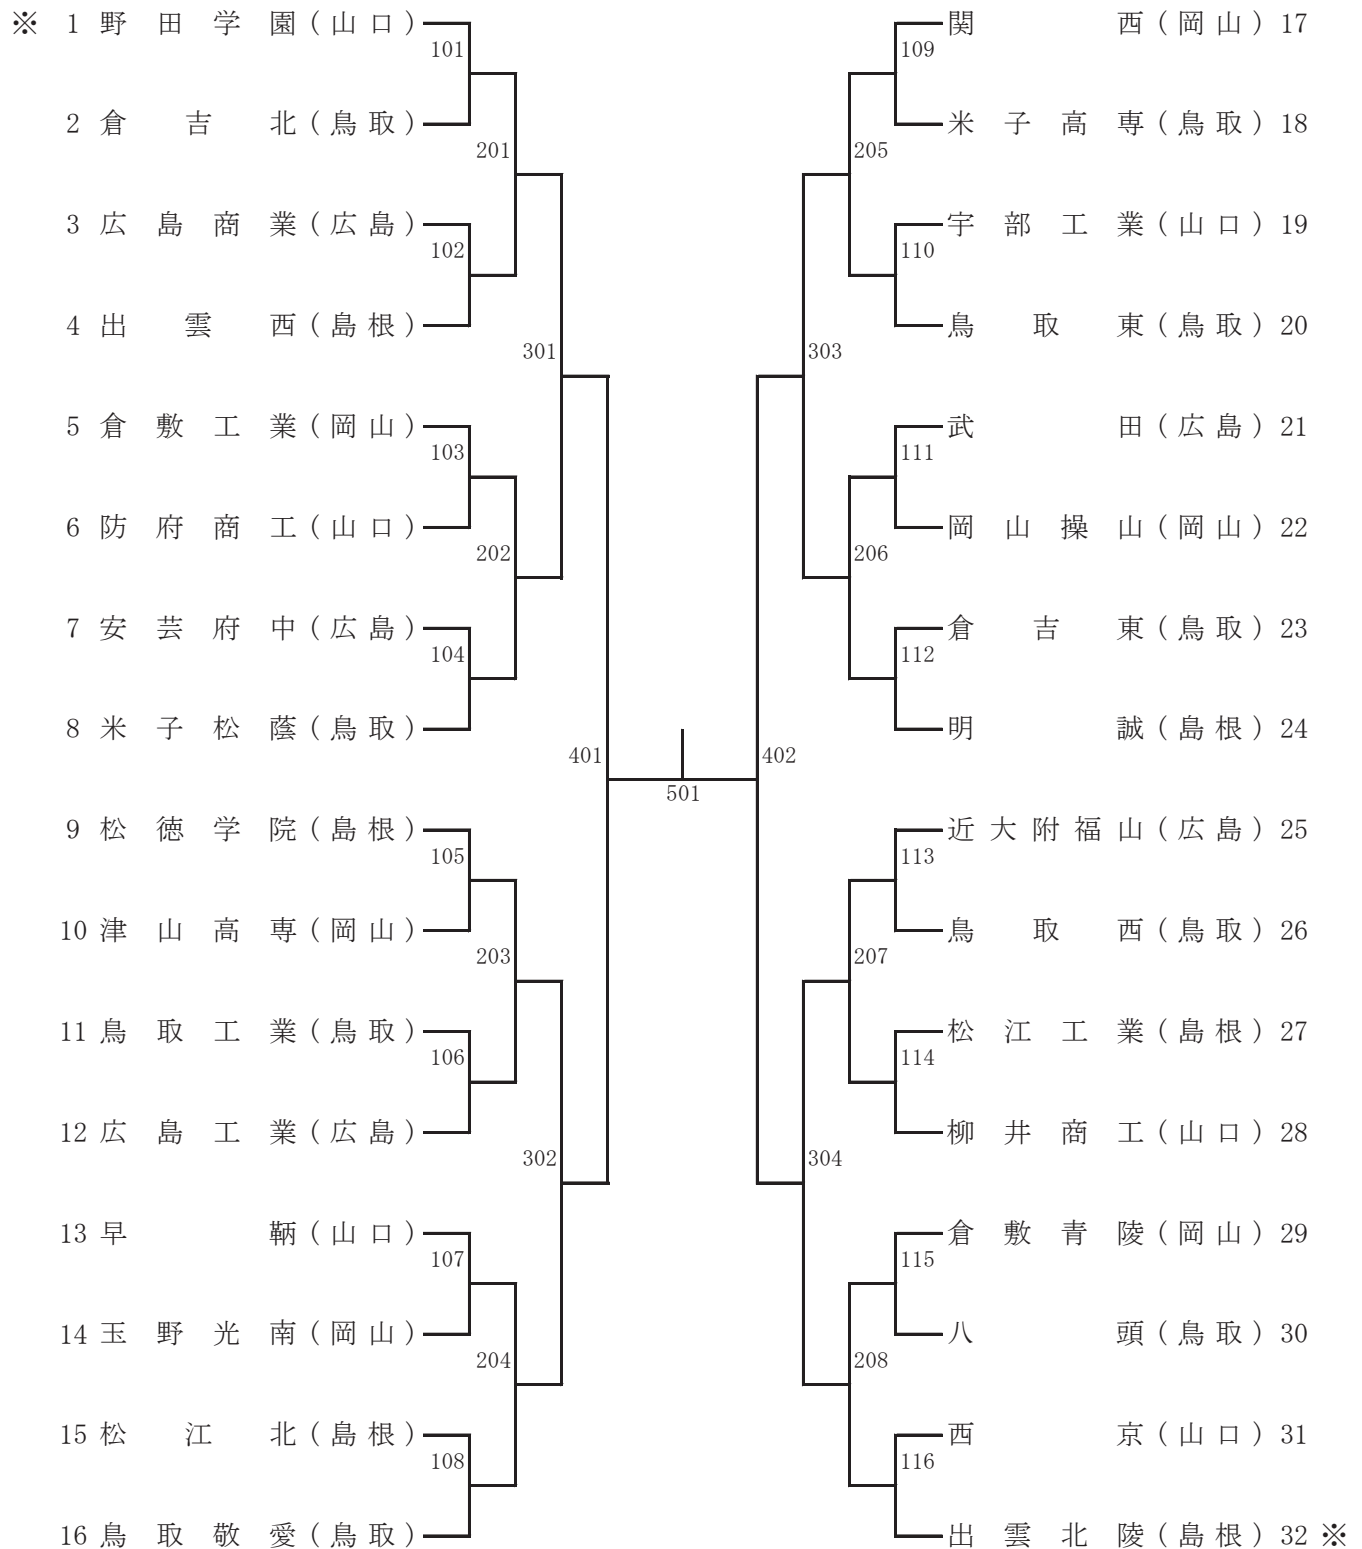 ※ 1 野田学園(山口)
101
2 倉吉北(鳥取)
201
3 広島商業(広島)
102
4 出雲西(島根)
301
5 倉敷工業(岡山)
103
6 防府商工(山口)
202
7 安芸府中(広島)
104
8 米子松蔭(鳥取)
401
9 松徳学院(島根)
105
10 津山高専(岡山)
203
11 鳥取工業(鳥取)
106
12 広島工業(広島)
302
13 早鞆(山口)
107
14 玉野光南(岡山)
204
15 松江北(島根)
108
16 鳥取敬愛(鳥取)
501
関西(岡山) 17
109
米子高専(鳥取) 18
205
宇部工業(山口) 19
110
鳥取東(鳥取) 20
303
武田(広島) 21
111
岡山操山(岡山) 22
206
倉吉東(鳥取) 23
112
明誠(島根) 24
402
近大附福山(広島) 25
113
鳥取西(鳥取) 26
207
松江工業(島根) 27
114
柳井商工(山口) 28
304
倉敷青陵(岡山) 29
115
八頭(鳥取) 30
208
西京(山口) 31
116
出雲北陵(島根) 32 ※